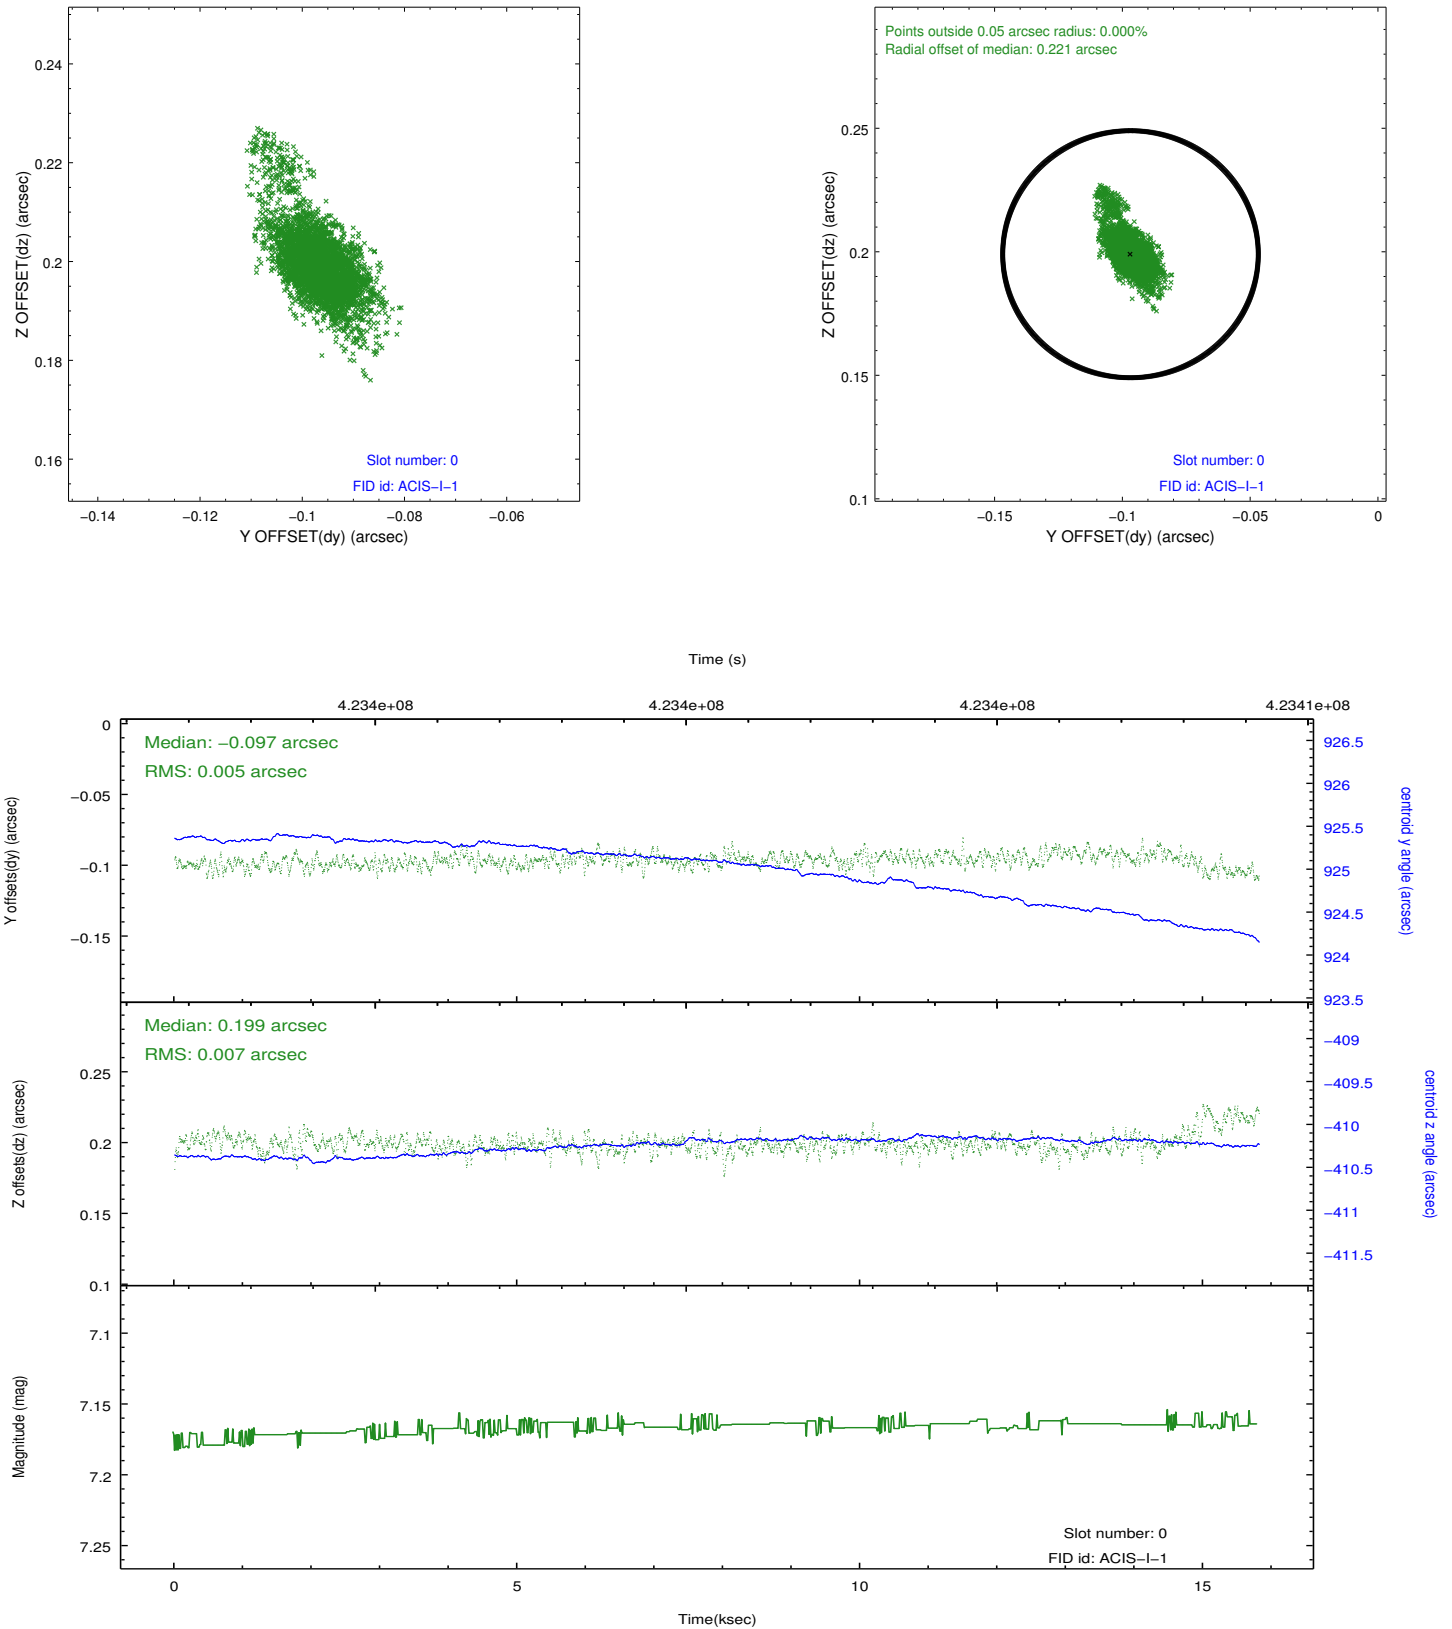 0.24
0.22
0.2
0.18
0.16
Z OFFSET(dz) (arcsec)
Slot number: 0
FID id: ACIS−I−1
−0.14
−0.12
−0.1
−0.08
−0.06
Y OFFSET(dy) (arcsec)
Points outside 0.05 arcsec radius: 0.000%
Radial offset of median: 0.221 arcsec
0.25
0.2
0.15
0.1
Z OFFSET(dz) (arcsec)
Slot number: 0
FID id: ACIS−I−1
−0.15
−0.1
−0.05
0
Y OFFSET(dy) (arcsec)
Time (s)
4.234e+08
4.234e+08
4.234e+08
4.2341e+08
Median: −0.097 arcsec
RMS: 0.005 arcsec
0
−0.05
−0.1
−0.15
Y offsets(dy) (arcsec)
926.5
926
925.5
925
924.5
924
923.5
centroid y angle (arcsec)
Median: 0.199 arcsec
RMS: 0.007 arcsec
0.25
0.2
0.15
0.1
Z offsets(dz) (arcsec)
−409
−409.5
−410
−410.5
−411
−411.5
centroid z angle (arcsec)
7.1
7.15
7.2
7.25
Magnitude (mag)
Slot number: 0
FID id: ACIS−I−1
0
5
10
15
Time(ksec)